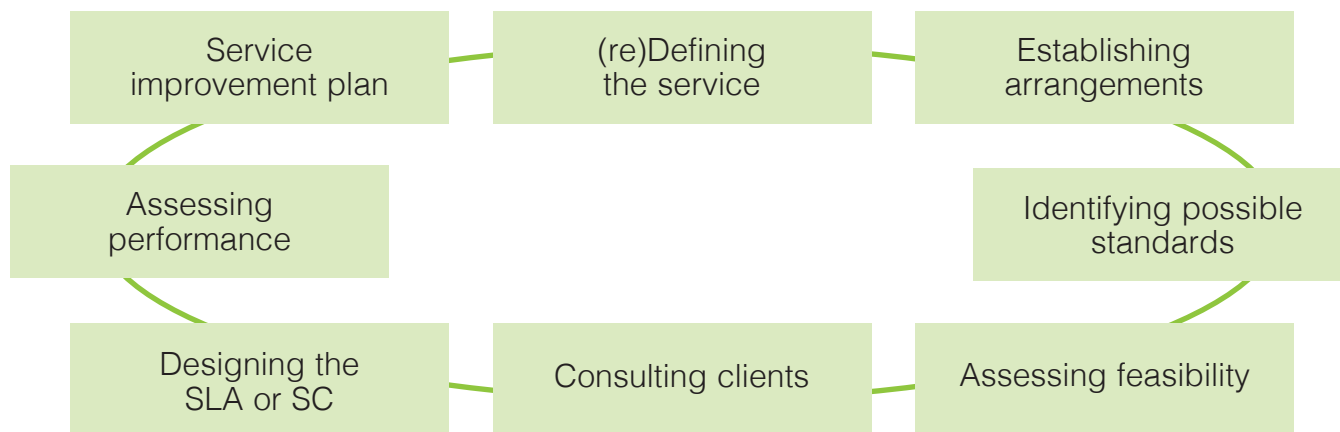 Service
improvement plan
(re)Defining
the service
Establishing
arrangements
Assessing
performance
Identifying possible
standards
Designing the
SLA or SC
Consulting clients
Assessing feasibility